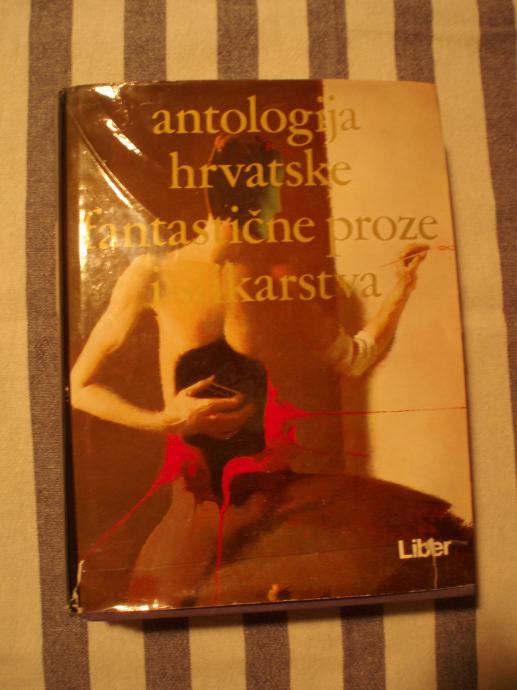 antologija
hrvatske
fantastične proze
i slikarstva
Liber